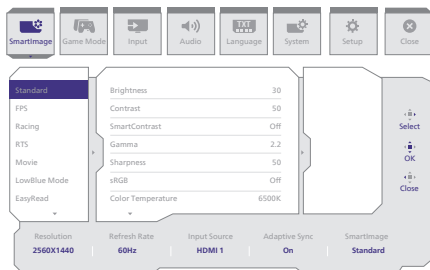 SmartImage
Game Mode
Input
Audio
TXT
Language
System
Setup
Close
Standard
FPS
Racing
RTS
Movie
LowBlue Mode
EasyRead
Brightness 30
Contrast 50
SmartContrast Off
Gamma 2.2
Sharpness 50
sRGB Off
Color Temperature 6500K
Select
OK
Close
Resolution Refresh Rate Input Source Adaptive Sync SmartImage
2560X1440 60Hz HDMI 1 On Standard